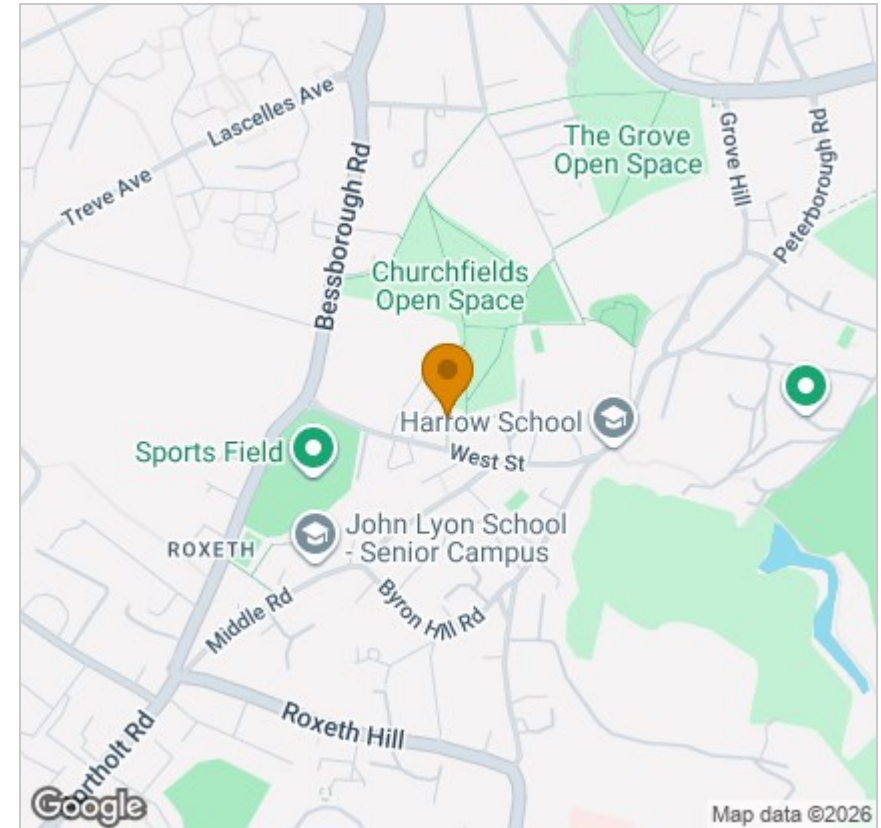 Lascelles Ave
Treve Ave
Bessborough Rd
The Grove
Open Space
Grove Hill
Peterborough Rd
Churchfields
Open Space
Harrow School
Sports Field
West St
John Lyon School
- Senior Campus
ROXETH
Middle Rd
Byron Hill Rd
Roxeth Hill
ortholt Rd
Google
Map data ©2026